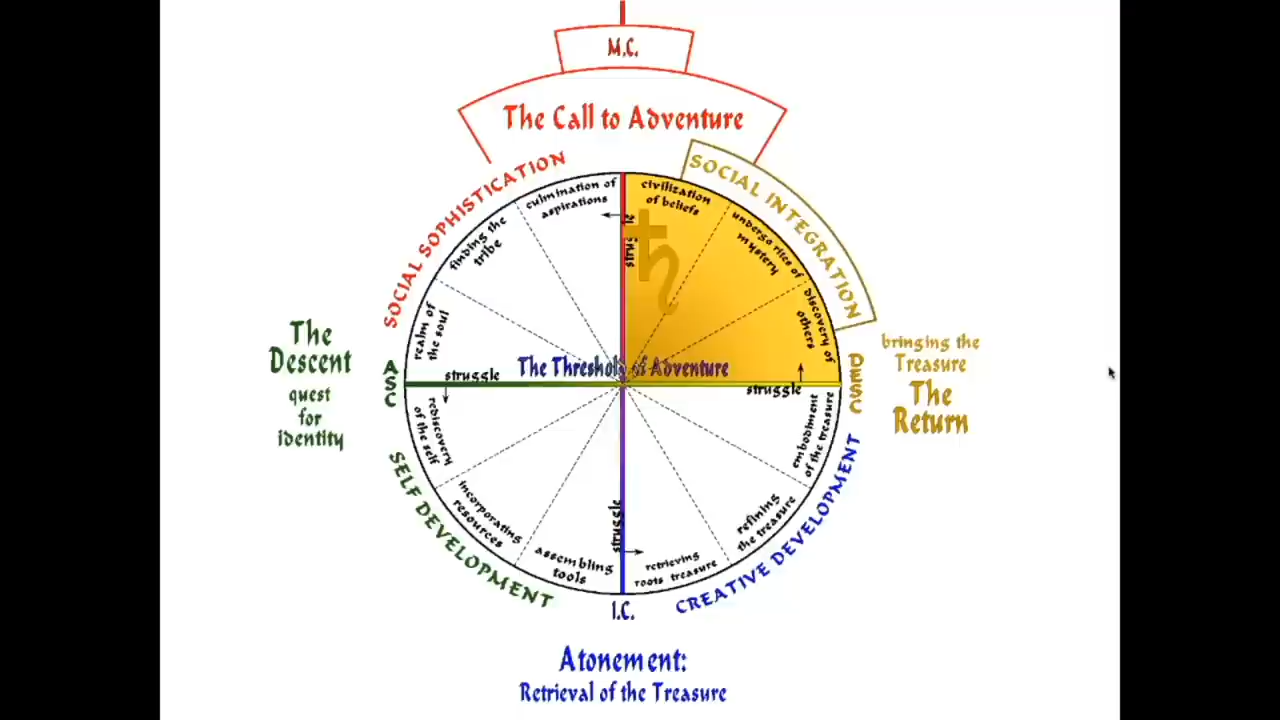 M.C.
The Call to Adventure
SOCIAL SOPHISTICATION
SOCIAL INTEGRATION
culmination of
aspirations
civilization
of beliefs
finding the
tribe
undergo rites of
mystery
realm of
the soul
discovery of
others
The
Descent
quest
for
identity
ASC
struggle
The Threshold of Adventure
struggle
DESC
bringing the
Treasure
The
Return
rediscovery
of the self
embodiment
of the treasure
incorporating
resources
refining
the treasure
assembling
tools
struggle
retrieving
roots treasure
SELF DEVELOPMENT
CREATIVE DEVELOPMENT
I.C.
Atonement:
Retrieval of the Treasure